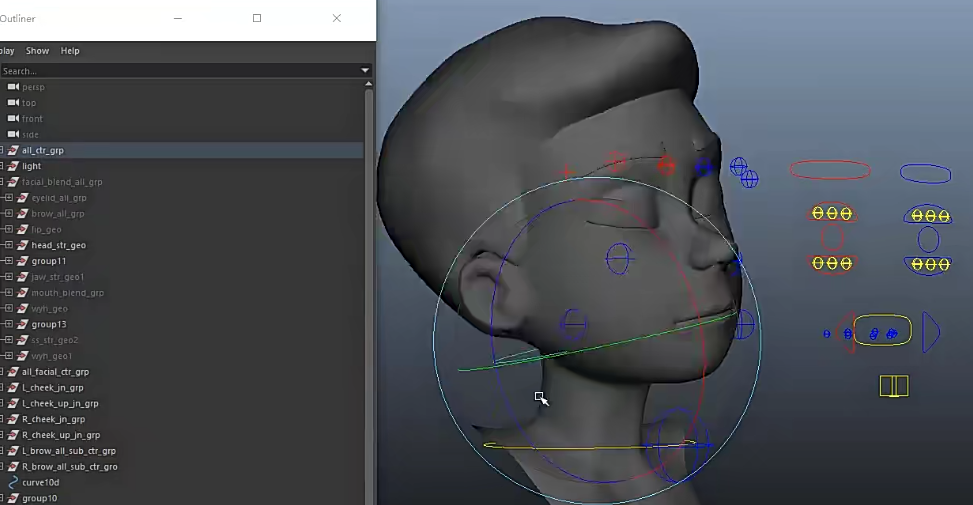 Outliner
play Show Help
Search...
persp
top
front
side
all_ctr_grp
light
facial_blend_all_grp
eyelid_all_grp
brow_all_grp
lip_geo
head_str_geo
group11
jaw_str_geo1
mouth_blend_grp
wyh_geo
group13
ss_str_geo2
wyh_geo1
all_facial_ctr_grp
L_cheek_jn_grp
L_cheek_up_jn_grp
R_cheek_jn_grp
R_cheek_up_jn_grp
L_brow_all_sub_ctr_grp
R_brow_all_sub_ctr_gro
curve10d
group10